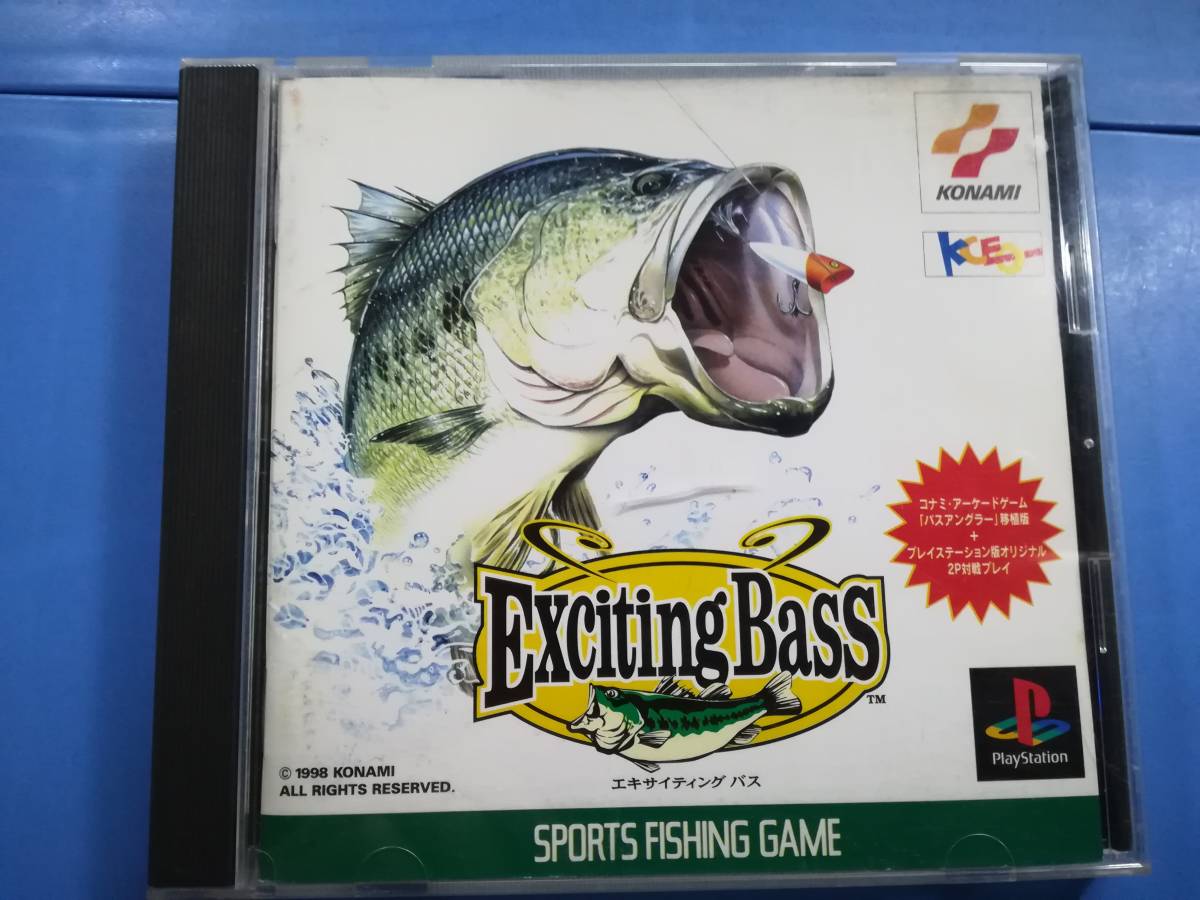 KONAMI
KCEO
コナミ・アーケードゲーム
「バスアングラー」移植版
+
プレイステーション版オリジナル
2P対戦プレイ
Exciting Bass
TM
エキサイティング バス
PlayStation
© 1998 KONAMI
ALL RIGHTS RESERVED.
SPORTS FISHING GAME